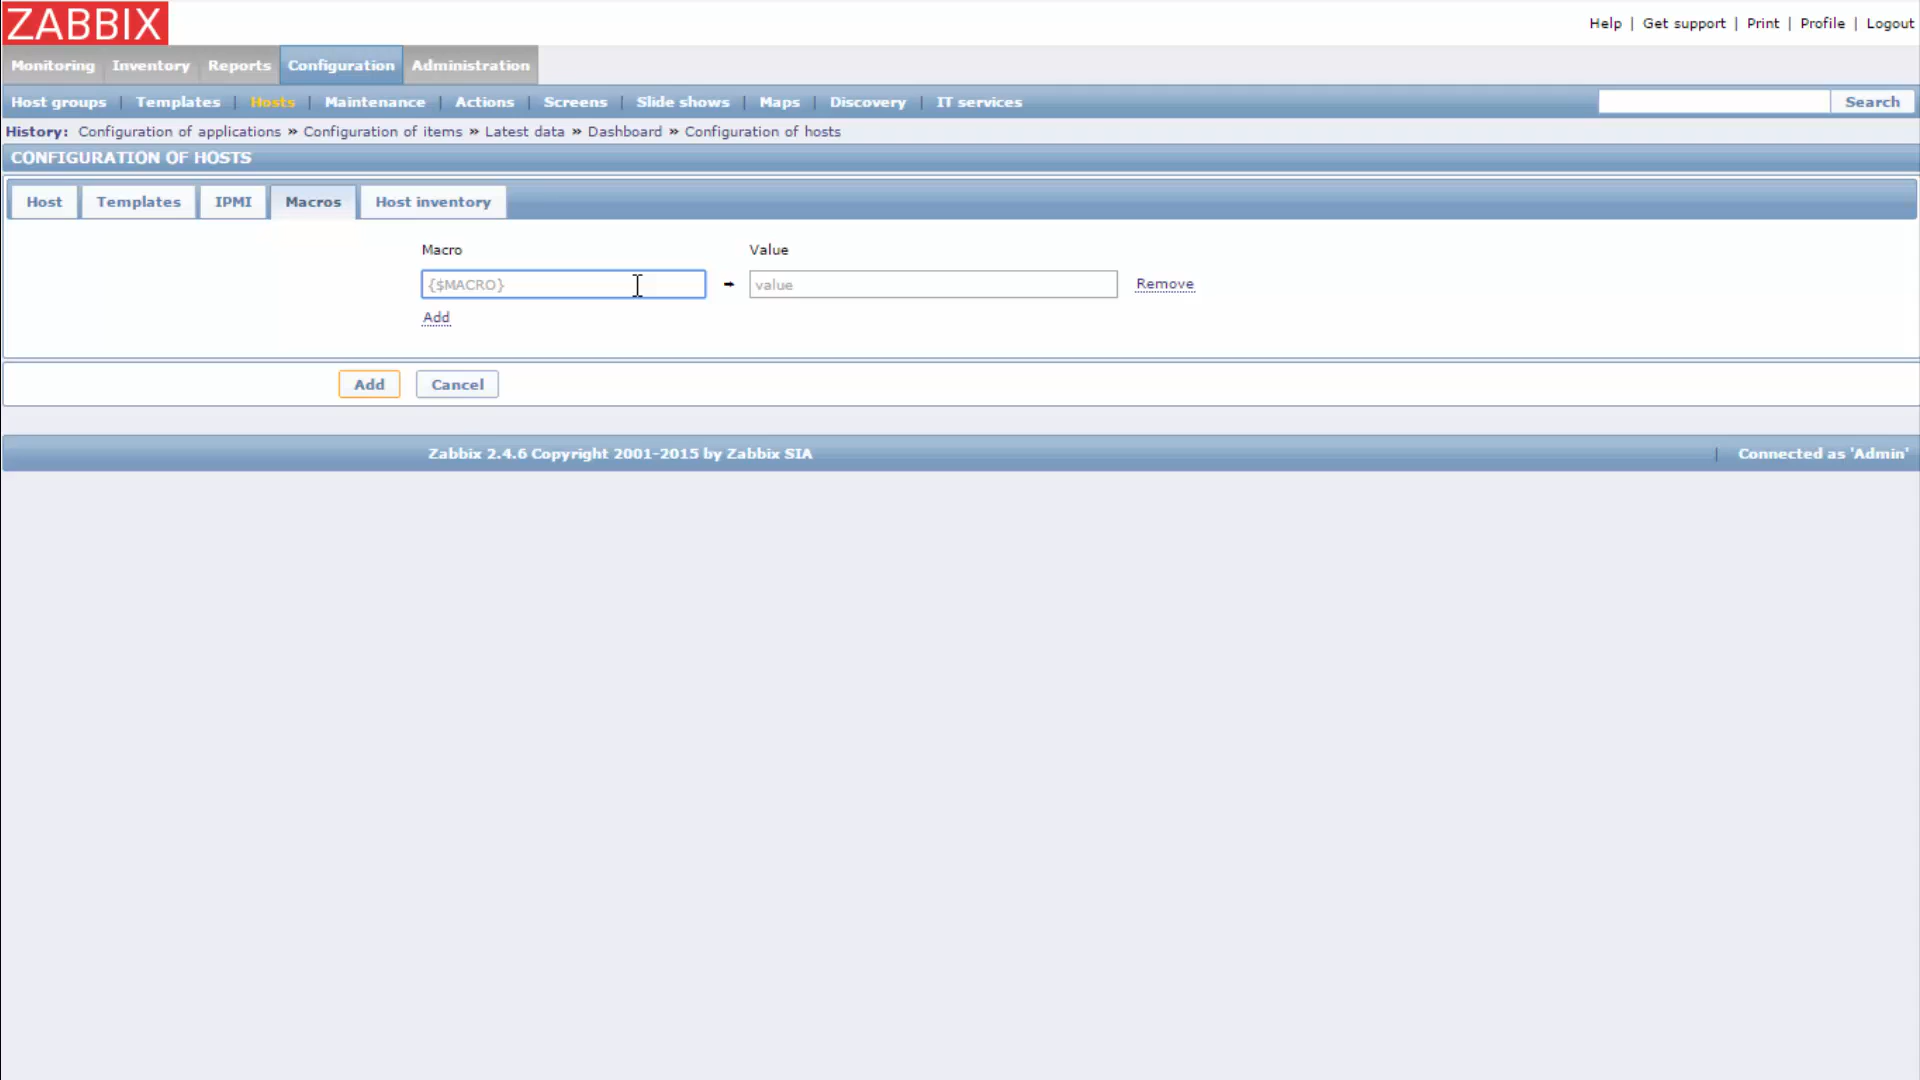 ZABBIX
Help | Get support | Print | Profile | Logout
Monitoring Inventory Reports Configuration Administration
Host groups | Templates | Hosts | Maintenance | Actions | Screens | Slide shows | Maps | Discovery | IT services Search
History: Configuration of applications » Configuration of items » Latest data » Dashboard » Configuration of hosts
CONFIGURATION OF HOSTS
Host Templates IPMI Macros Host inventory
Macro Value
{$MACRO} ➞ value Remove
Add
Add Cancel
Zabbix 2.4.6 Copyright 2001-2015 by Zabbix SIA | Connected as 'Admin'